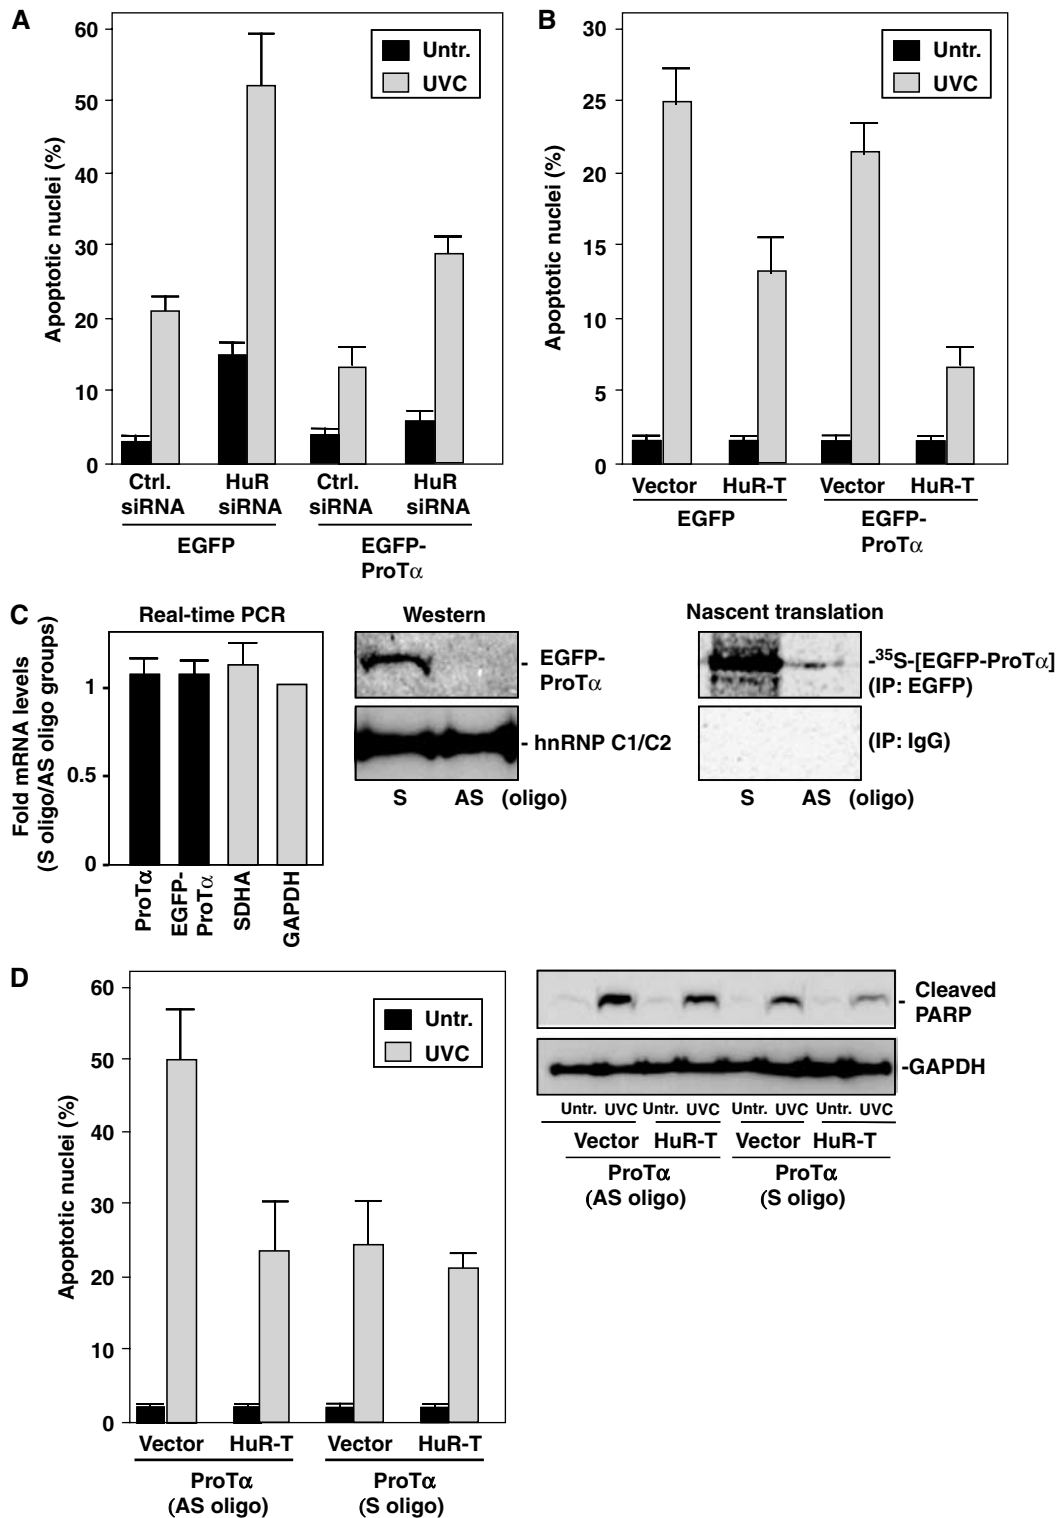 A
60
50
40
30
20
10
0
Apoptotic nuclei (%)
Untr.
UVC
Ctrl.
siRNA
HuR
siRNA
Ctrl.
siRNA
HuR
siRNA
EGFP
EGFP-
ProTα
B
30
25
20
15
10
5
0
Apoptotic nuclei (%)
Untr.
UVC
Vector
HuR-T
Vector
HuR-T
EGFP
EGFP-
ProTα
C
Real-time PCR
Fold mRNA levels
(S oligo/AS oligo groups)
1
0.5
0
ProTα
EGFP-
ProTα
SDHA
GAPDH
Western
- EGFP-
ProTα
- hnRNP C1/C2
S AS (oligo)
Nascent translation
-³⁵S-[EGFP-ProTα]
(IP: EGFP)
(IP: IgG)
S AS (oligo)
D
60
50
40
30
20
10
0
Apoptotic nuclei (%)
Untr.
UVC
Vector
HuR-T
Vector
HuR-T
ProTα
(AS oligo)
ProTα
(S oligo)
- Cleaved
PARP
-GAPDH
Untr. UVC Untr. UVC Untr. UVC Untr. UVC
Vector HuR-T Vector HuR-T
ProTα
(AS oligo)
ProTα
(S oligo)